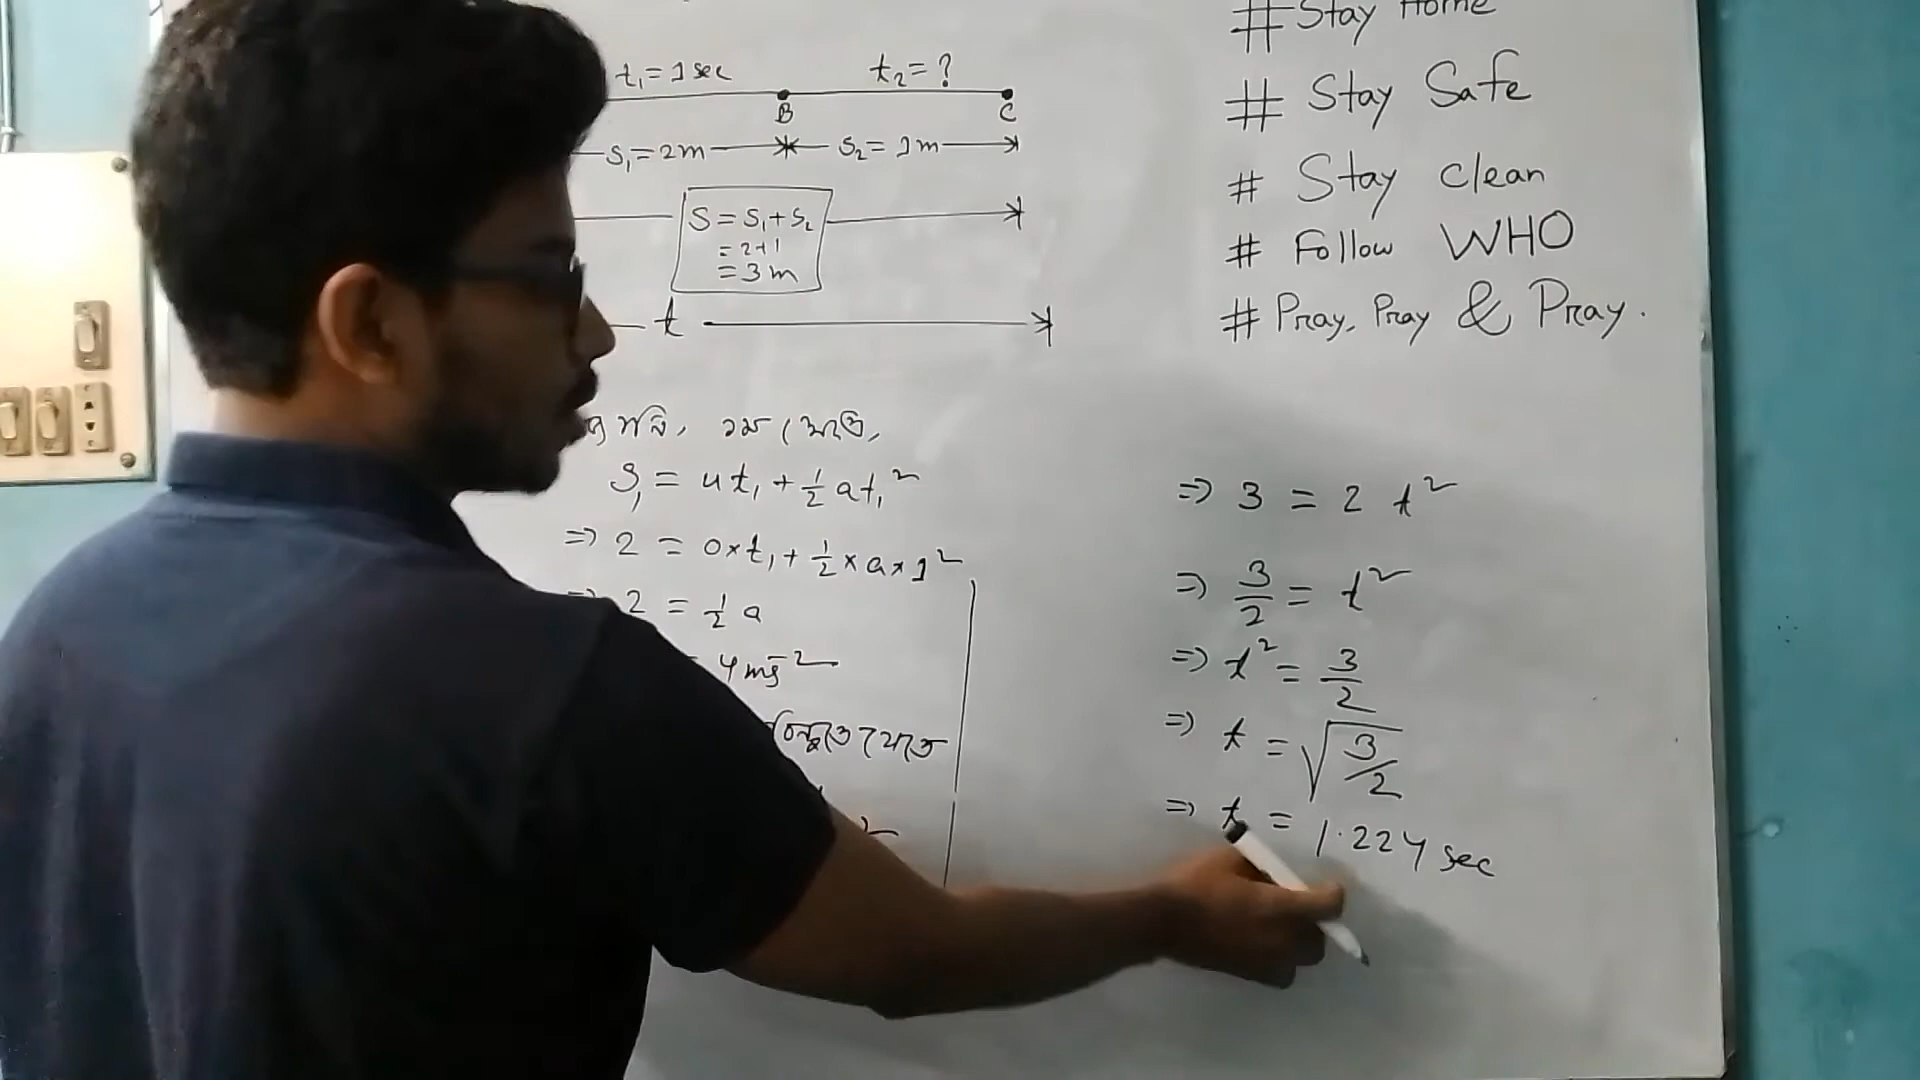 t₁ = 1 sec t₂ = ?
B C
S₁ = 2m S₂ = 1m
S = S₁ + S₂
= 2+1
= 3 m
t
S₁ = ut₁ + ½ at₁²
⇒ 2 = 0×t₁ + ½ × a × 1²
⇒ 2 = ½ a
= 4 ms⁻²
⇒ 3 = 2 t²
⇒ 3/2 = t²
⇒ t² = 3/2
⇒ t = √3/2
⇒ t = 1.224 sec
# Stay Home
# Stay Safe
# Stay clean
# Follow WHO
# Pray, Pray & Pray.